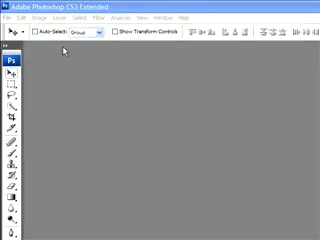 Ps Adobe Photoshop CS3 Extended
File Edit Image Layer Select Filter Analysis View Window Help
Auto-Select: Group Show Transform Controls
Ps